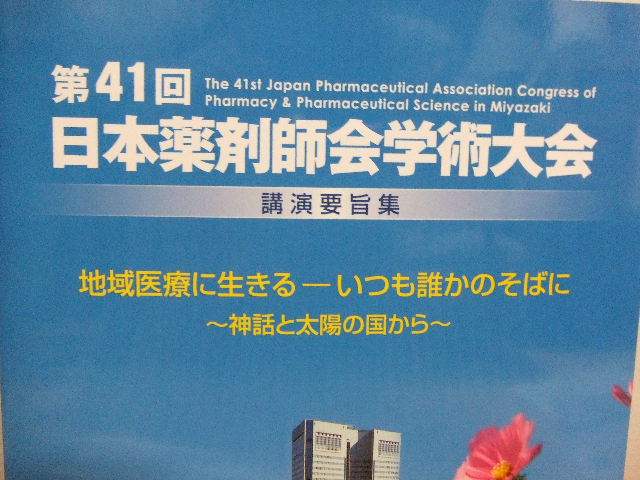 第41回
The 41st Japan Pharmaceutical Association Congress of
Pharmacy & Pharmaceutical Science in Miyazaki
日本薬剤師会学術大会
講演要旨集
地域医療に生きる―いつも誰かのそばに
～神話と太陽の国から～